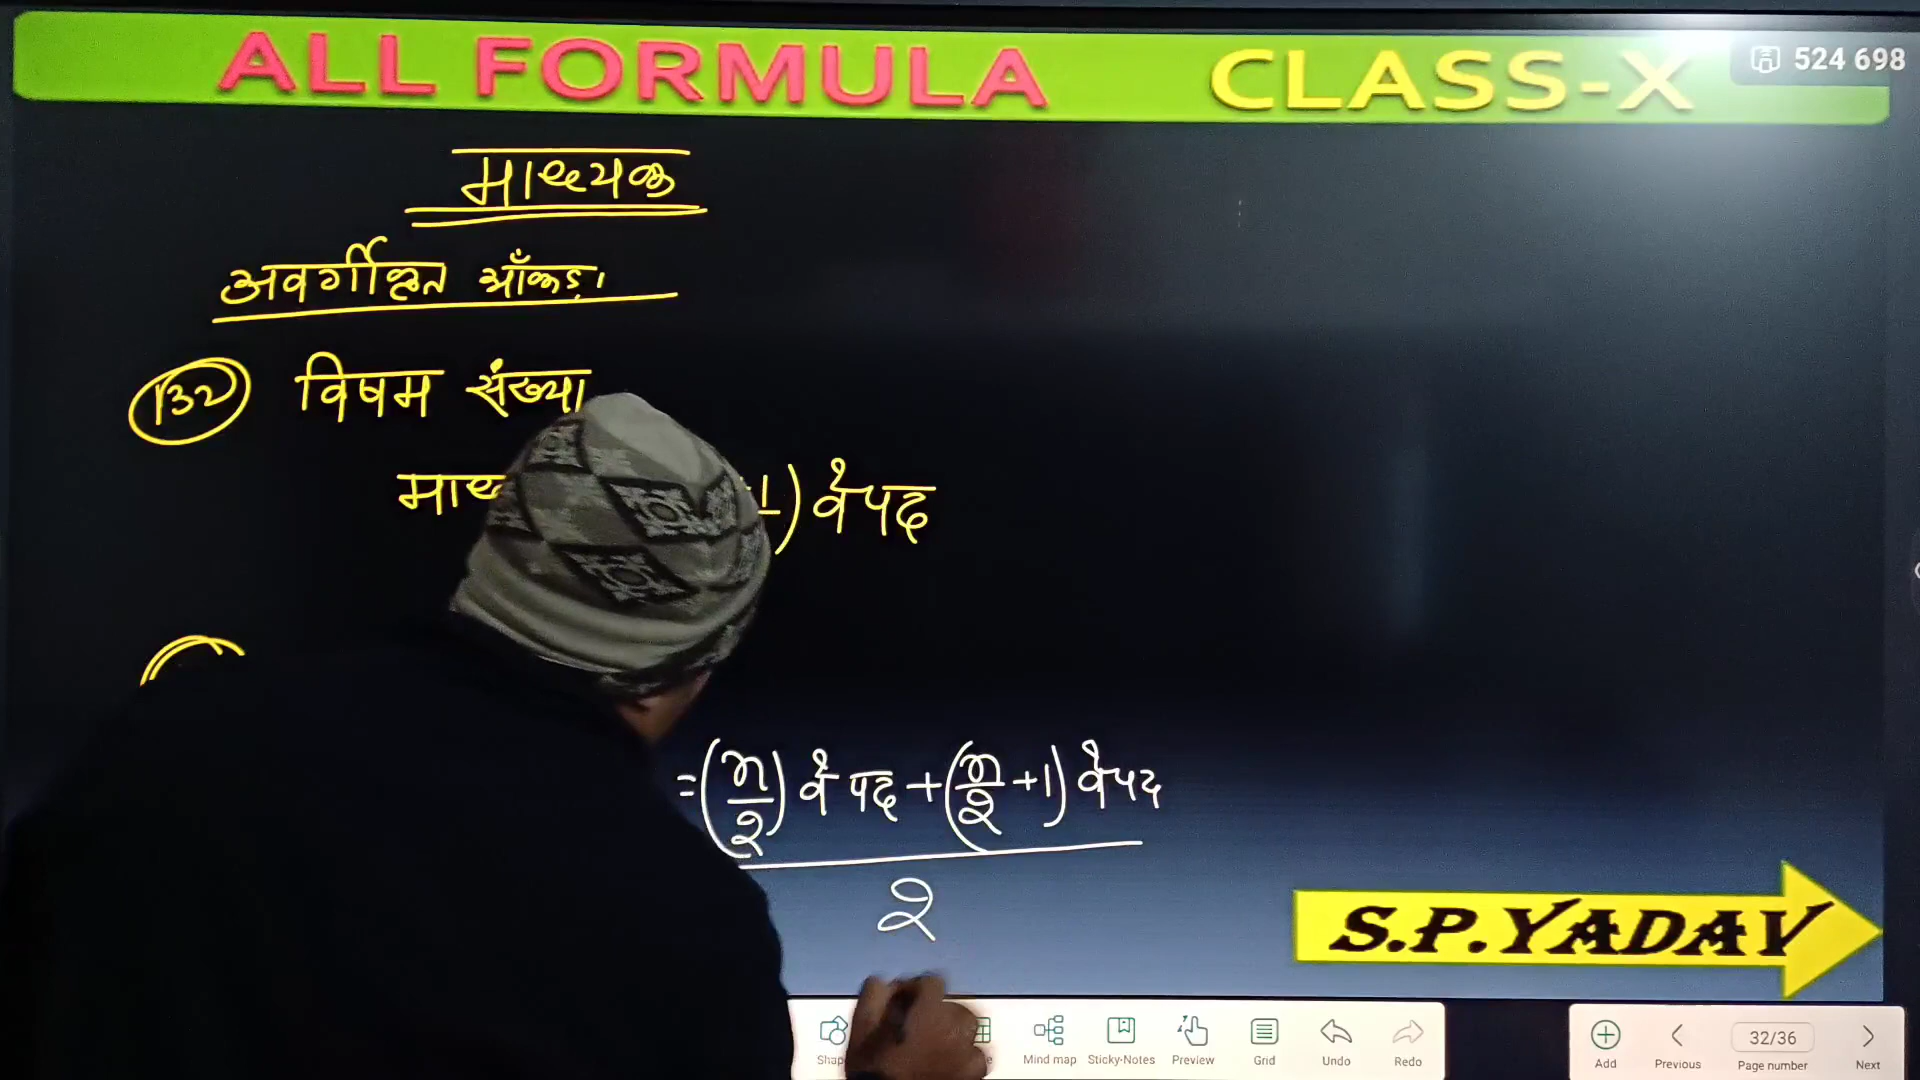 ALL FORMULA CLASS-X
524 698
माध्यक
अवर्गीकृत आँकड़ा
132 विषम संख्या
1) वे पद
= (n/2) वे पद + (n/2 + 1) वे पद
2
S.P.YADAV
Mind map Sticky-Notes Preview Grid Undo Redo
Add Previous 32/36 Page number Next